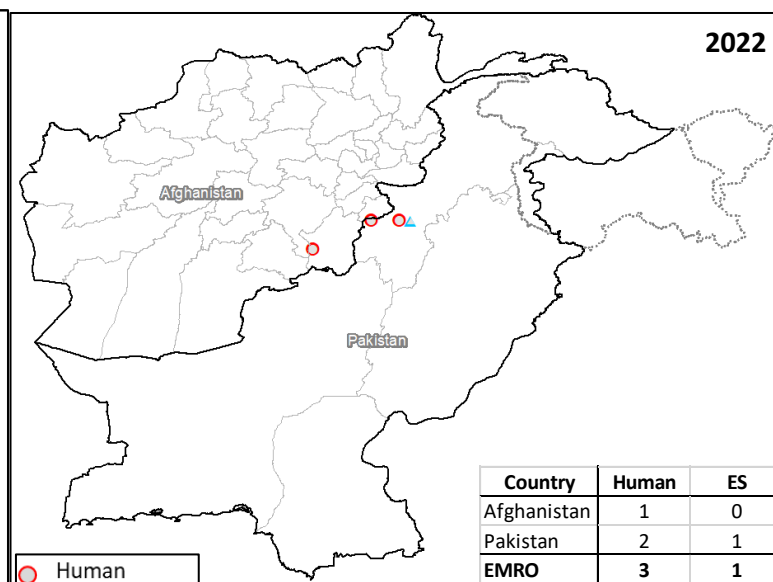 2022
Afghanistan
Pakistan
Country Human ES
Afghanistan 1 0
Pakistan 2 1
EMRO 3 1
Human